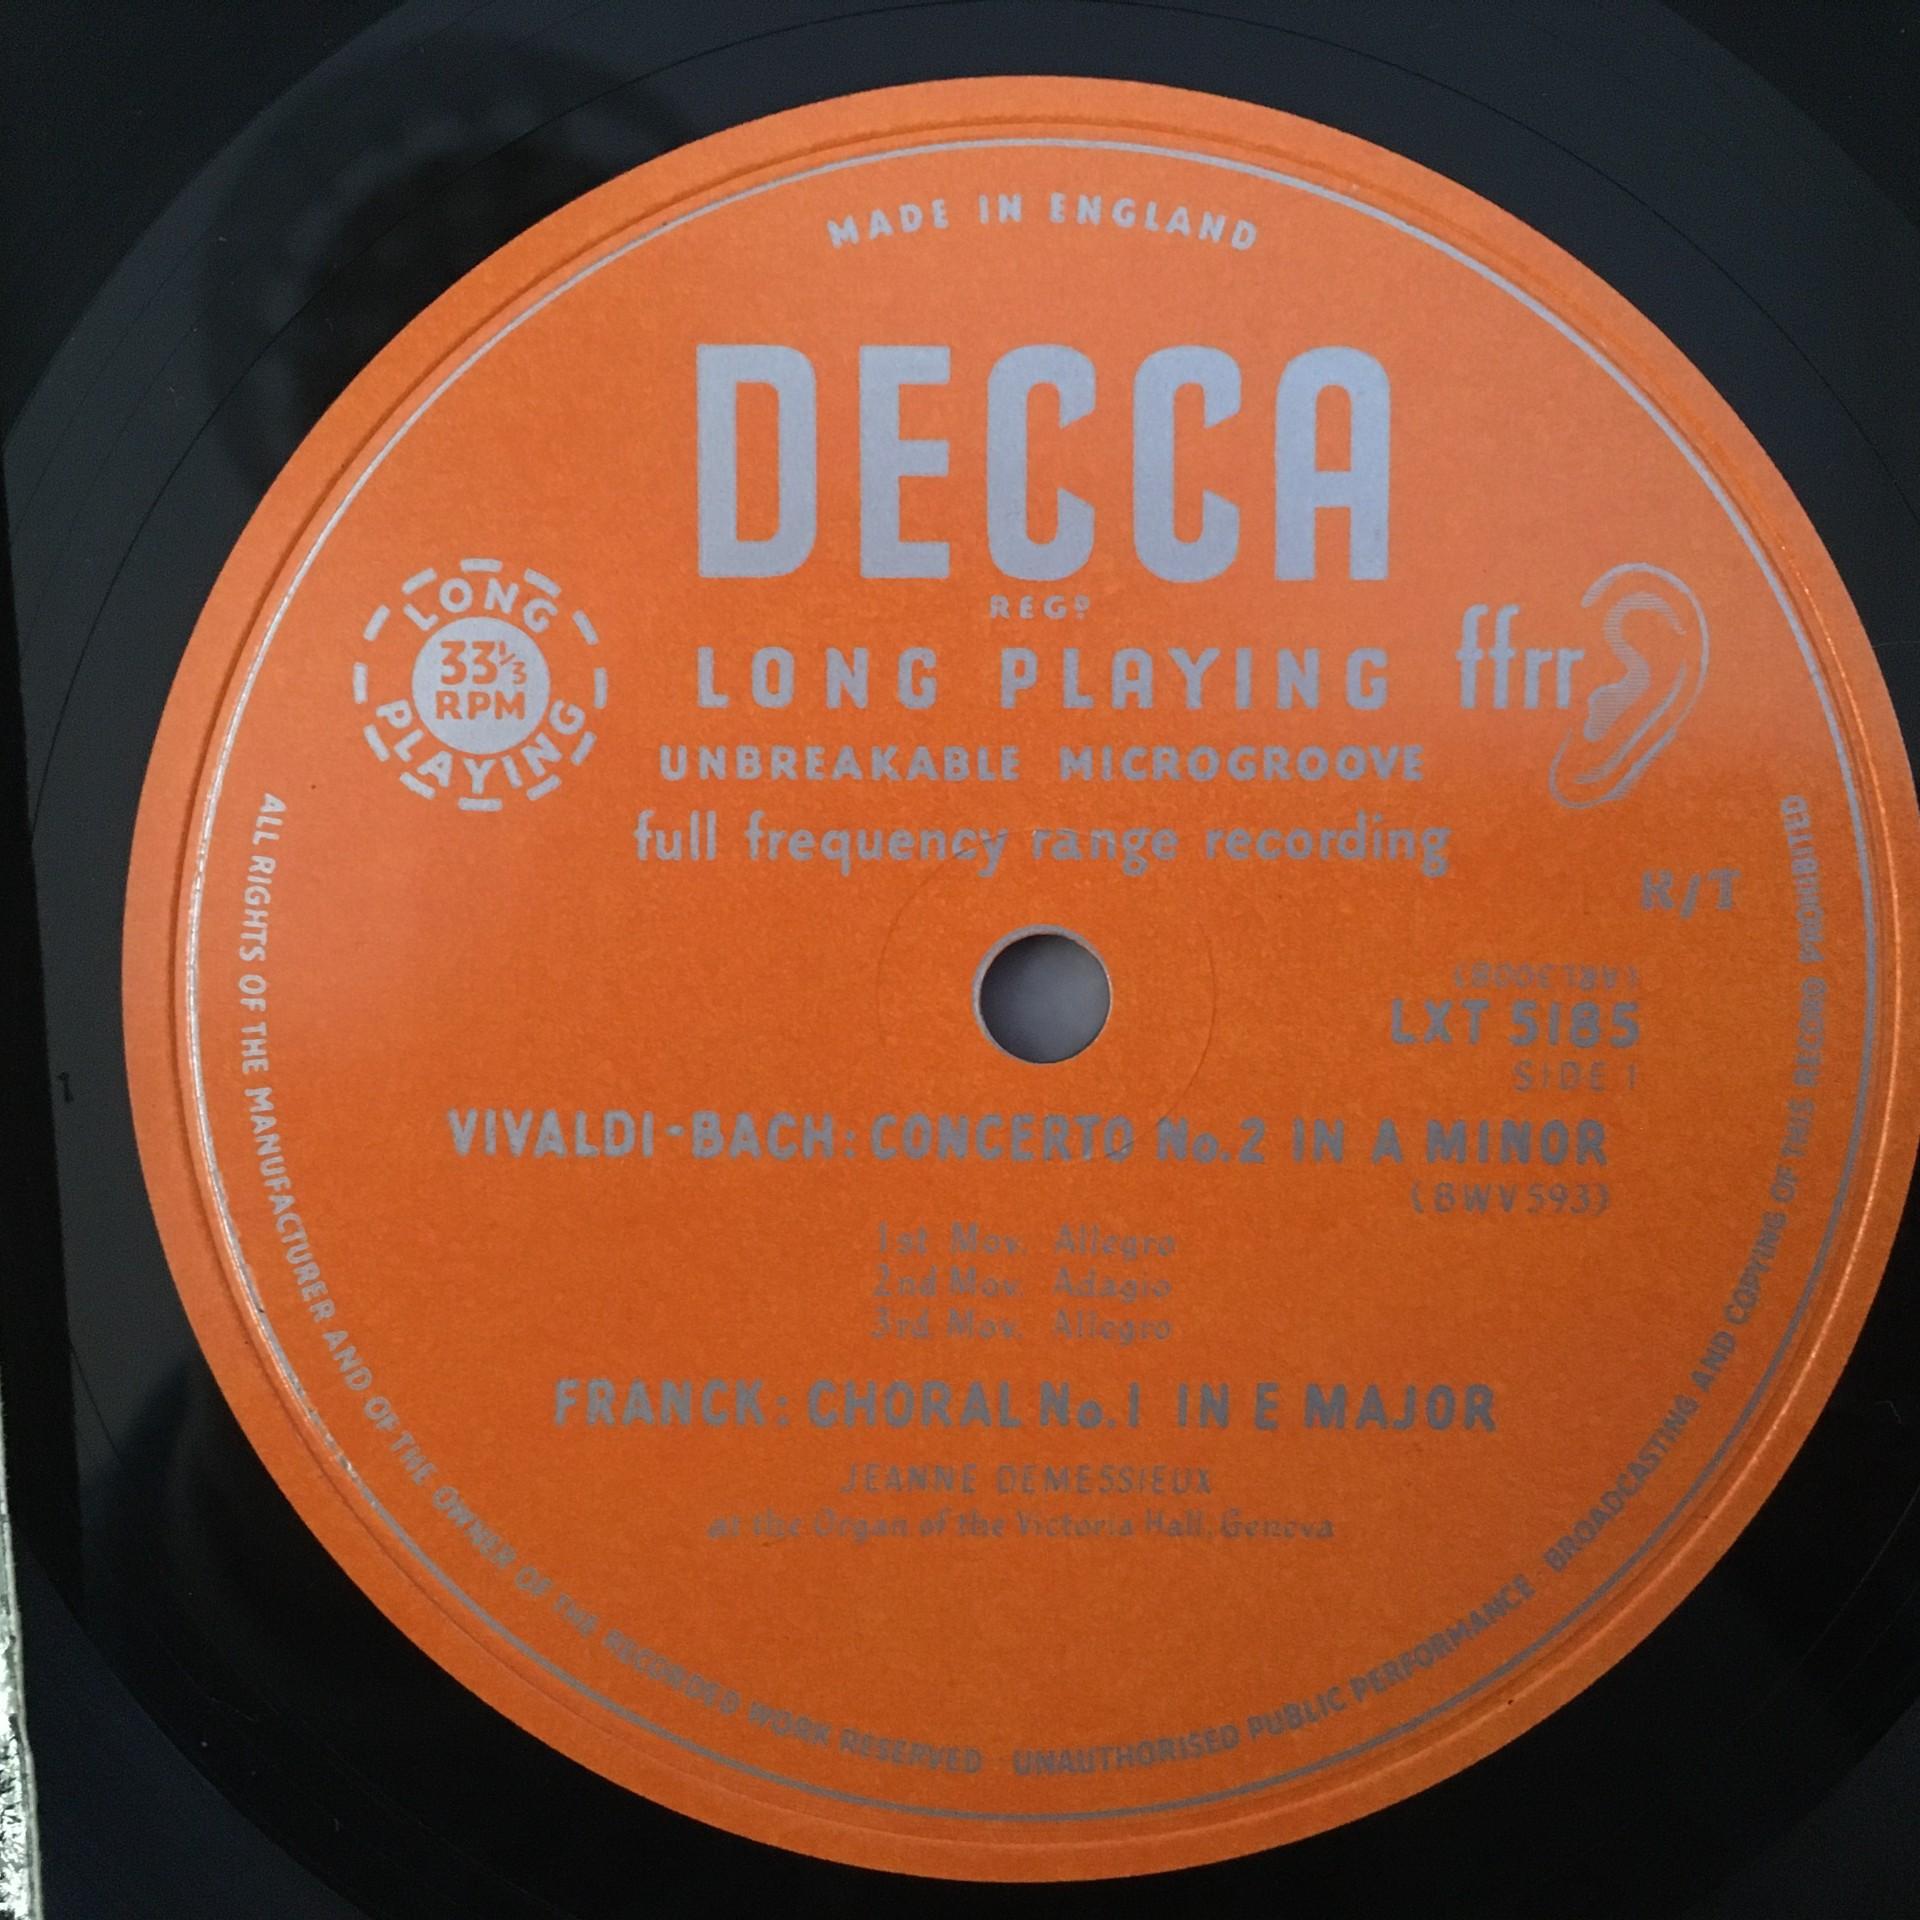 MADE IN ENGLAND
DECCA
REGD
LONG PLAYING
33⅓
RPM
LONG PLAYING
ffrr
UNBREAKABLE MICROGROOVE
full frequency range recording
R/T
(ARL3008)
LXT 5185
SIDE 1
VIVALDI-BACH: CONCERTO No.2 IN A MINOR
(BWV 593)
1st Mov. Allegro
2nd Mov. Adagio
3rd Mov. Allegro
FRANCK: CHORAL No.1 IN E MAJOR
JEANNE DEMESSIEUX
at the Organ of the Victoria Hall, Geneva
ALL RIGHTS OF THE MANUFACTURER AND OF THE OWNER OF THE RECORDED WORK RESERVED · UNAUTHORISED PUBLIC PERFORMANCE · BROADCASTING AND COPYING OF THIS RECORD PROHIBITED